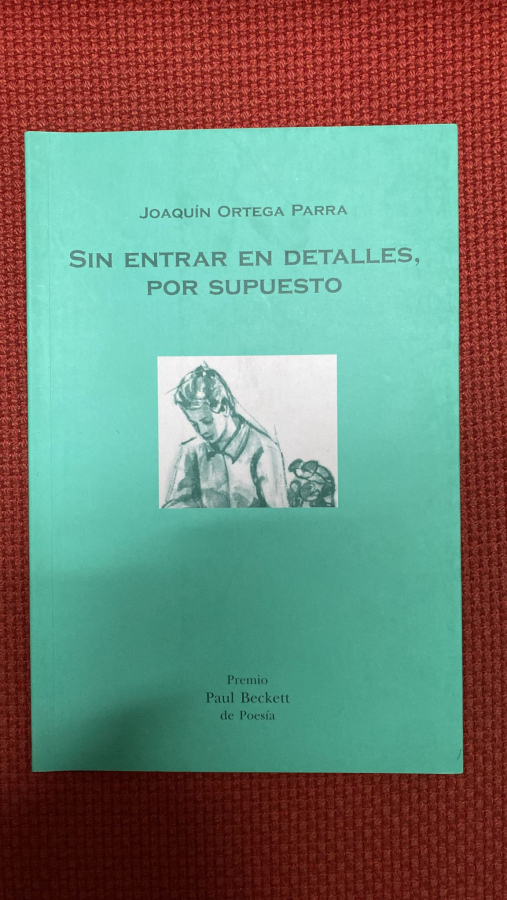 JOAQUÍN ORTEGA PARRA
SIN ENTRAR EN DETALLES,
POR SUPUESTO
Premio
Paul Beckett
de Poesía